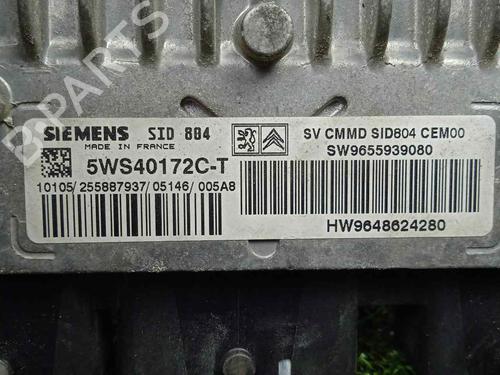 SIEMENS SID 804
MADE IN FRANCE
5WS40172C-T
10105/255887937/05146/005A8
SV CMMD SID804 CEM00
SW9655939080
HW9648624280
B-PARTS